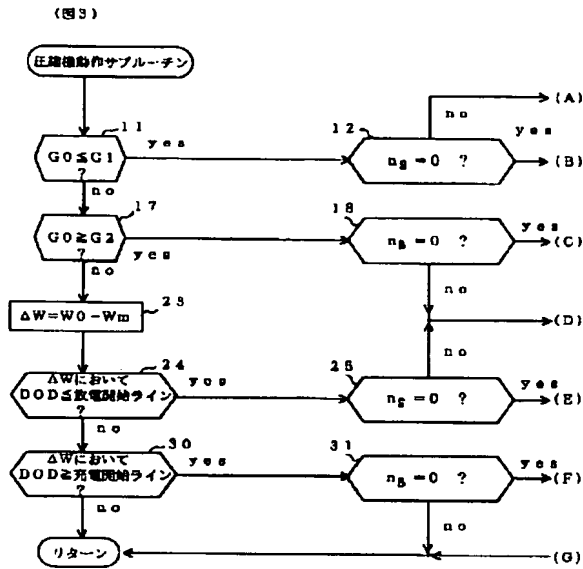 (図3)
圧縮機動作サブルーチン
11
G0≦G1
?
yes
no
12
nS=0 ?
no
yes
(A)
(B)
17
G0≧G2
?
yes
no
18
nS=0 ?
yes
no
(C)
(D)
23
ΔW=W0-Wm
24
ΔWにおいて
DOD≦放電開始ライン
?
yes
no
25
nS=0 ?
no
yes
(E)
30
ΔWにおいて
DOD≧充電開始ライン
?
yes
no
31
nS=0 ?
yes
no
(F)
リターン
(G)